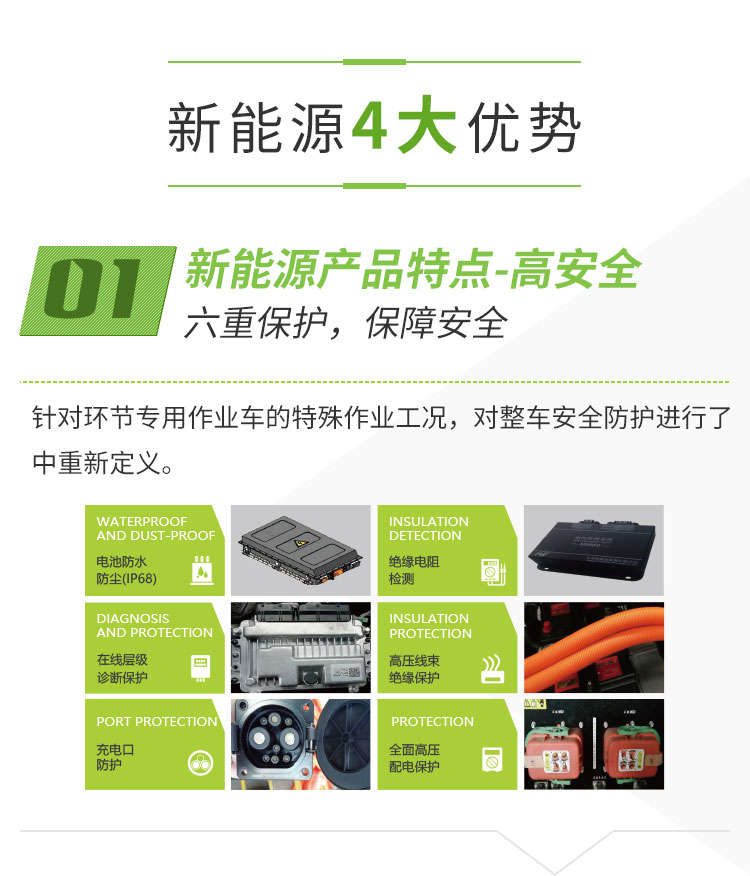 新能源4大优势
01
新能源产品特点-高安全
六重保护，保障安全
针对环节专用作业车的特殊作业工况，对整车安全防护进行了
中重新定义。
WATERPROOF
AND DUST-PROOF
电池防水
防尘(IP68)
INSULATION
DETECTION
绝缘电阻
检测
DIAGNOSIS
AND PROTECTION
在线层级
诊断保护
INSULATION
PROTECTION
高压线束
绝缘保护
PORT PROTECTION
充电口
防护
PROTECTION
全面高压
配电保护